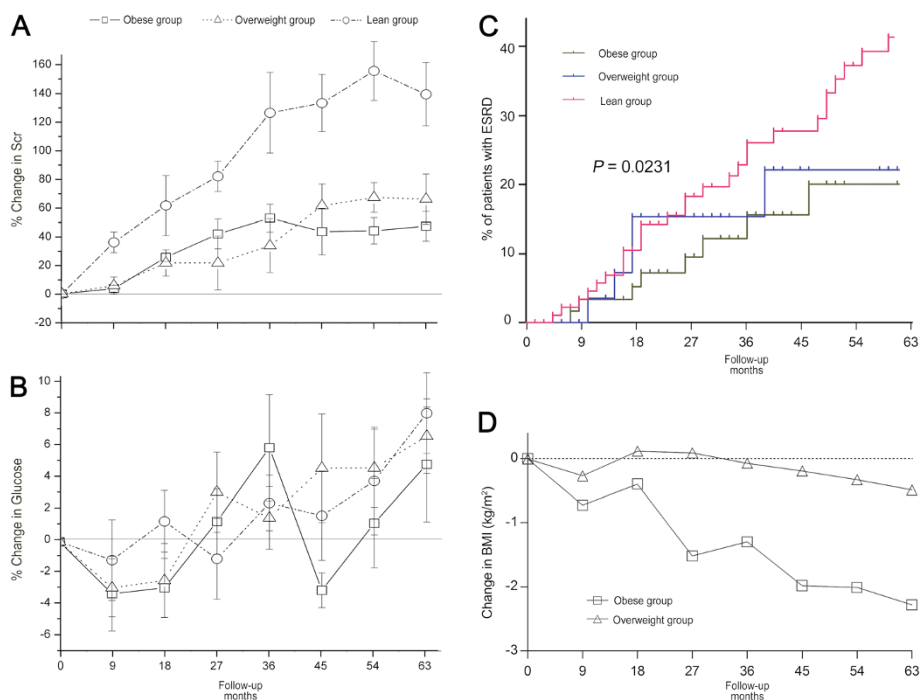 A
Obese group
Overweight group
Lean group
% Change in Scr
160
140
120
100
80
60
40
20
0
-20
B
% Change in Glucose
10
8
6
4
2
0
-2
-4
-6
0 9 18 27 36 45 54 63
Follow-up
months
C
Obese group
Overweight group
Lean group
P = 0.0231
% of patients with ESRD
40
30
20
10
0
0 9 18 27 36 45 54 63
Follow-up
months
D
Change in BMI (kg/m²)
0
-1
-2
-3
Obese group
Overweight group
0 9 18 27 36 45 54 63
Follow-up
months